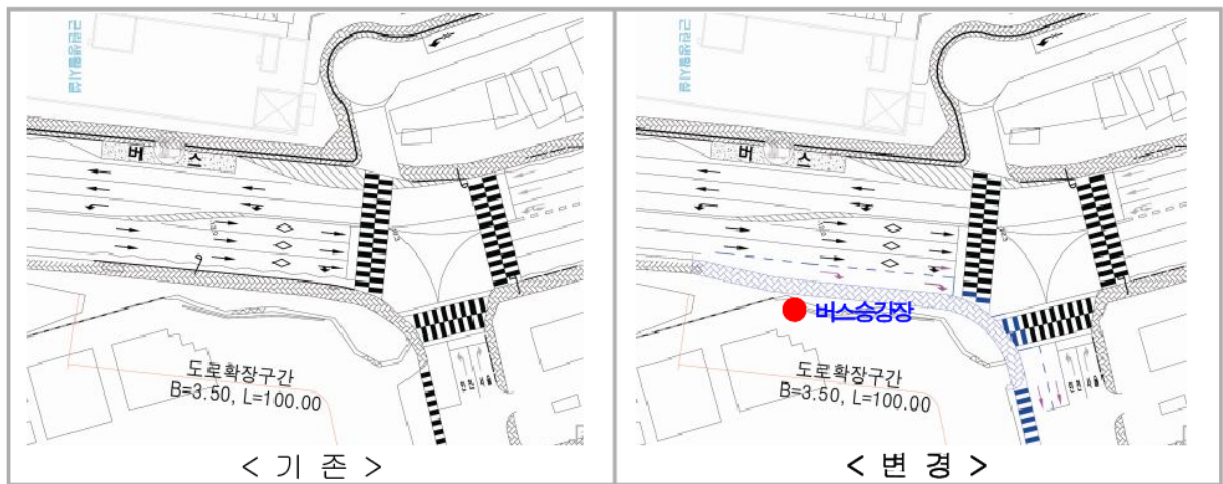 근린생활시설
버 스
도로확장구간
B=3.50, L=100.00
< 기 존 >
근린생활시설
버 스
버스승강장
도로확장구간
B=3.50, L=100.00
< 변 경 >